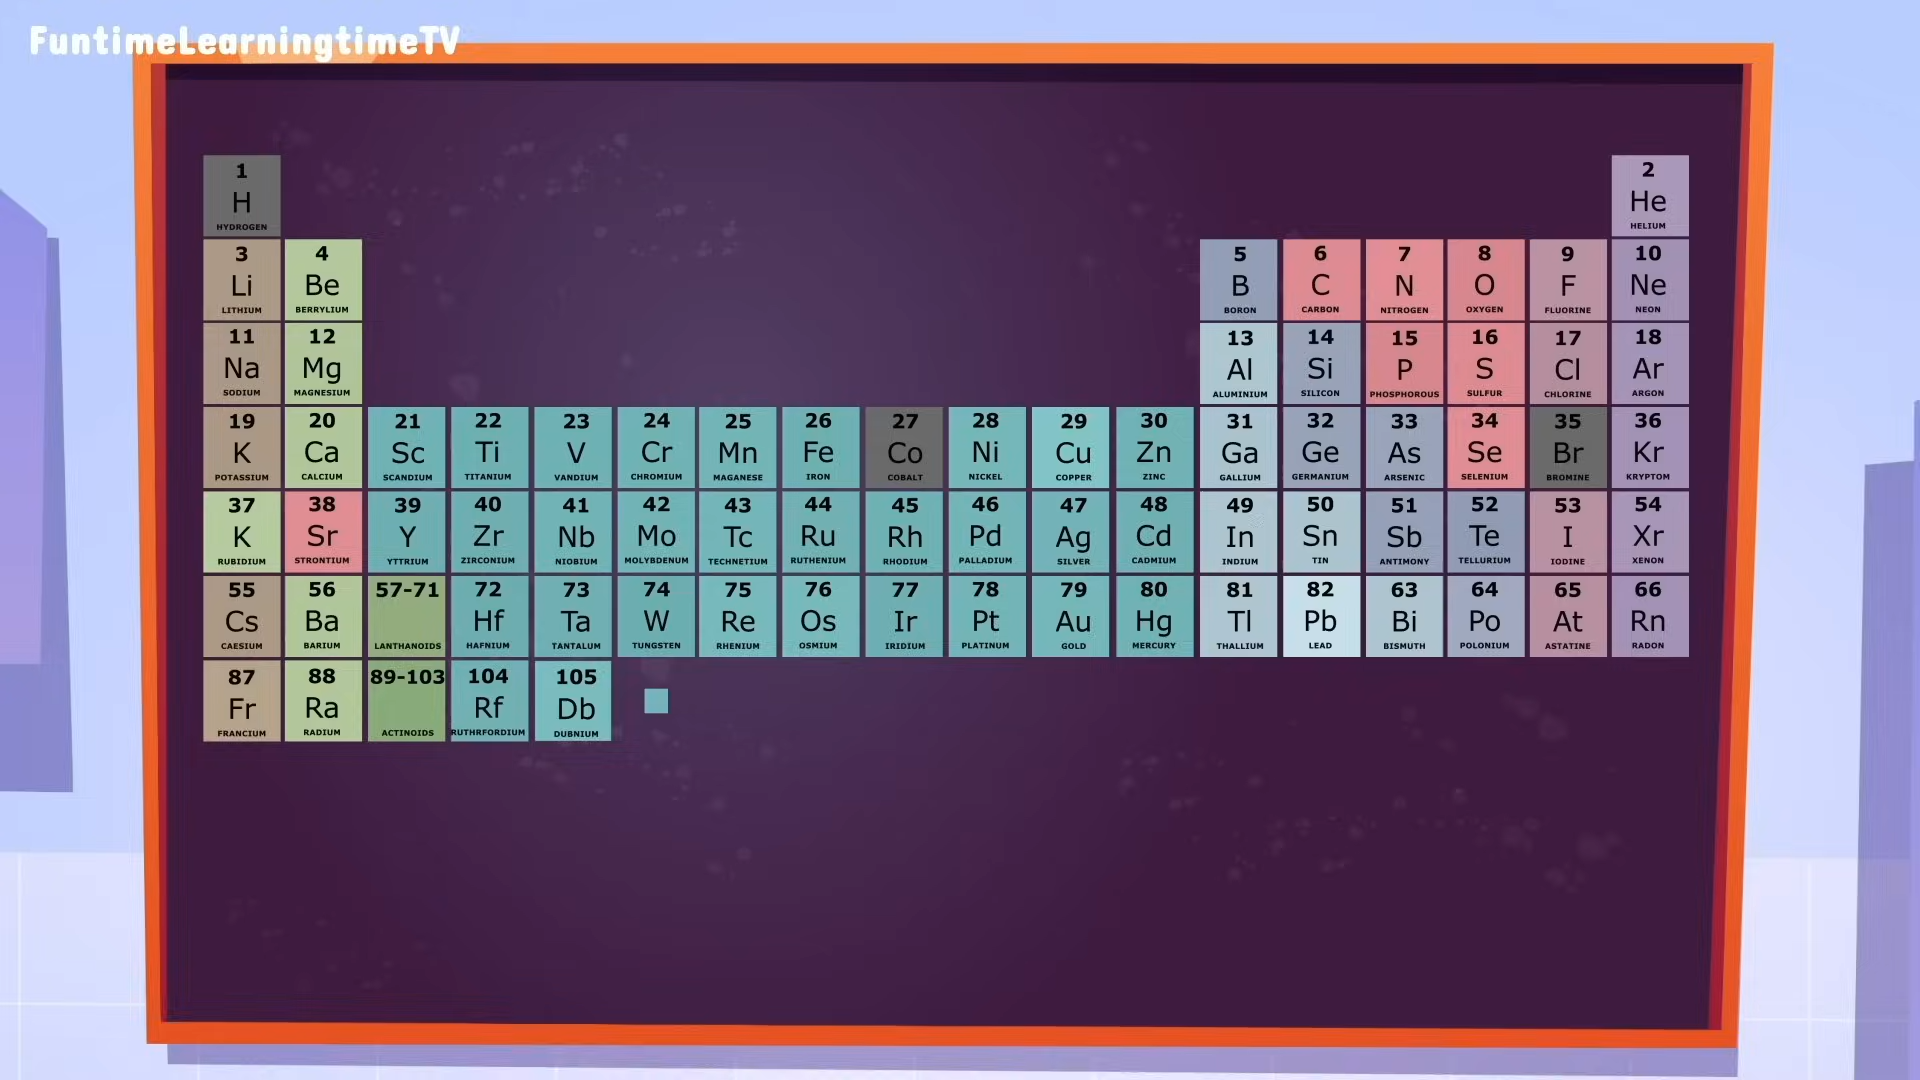 FuntimeLearningtimeTV
1 2
H He
HYDROGEN HELIUM
3 4 5 6 7 8 9 10
Li Be B C N O F Ne
LITHIUM BERRYLIUM BORON CARBON NITROGEN OXYGEN FLUORINE NEON
11 12 13 14 15 16 17 18
Na Mg Al Si P S Cl Ar
SODIUM MAGNESIUM ALUMINIUM SILICON PHOSPHOROUS SULFUR CHLORINE ARGON
19 20 21 22 23 24 25 26 27 28 29 30 31 32 33 34 35 36
K Ca Sc Ti V Cr Mn Fe Co Ni Cu Zn Ga Ge As Se Br Kr
POTASSIUM CALCIUM SCANDIUM TITANIUM VANDIUM CHROMIUM MAGANESE IRON COBALT NICKEL COPPER ZINC GALLIUM GERMANIUM ARSENIC SELENIUM BROMINE KRYPTOM
37 38 39 40 41 42 43 44 45 46 47 48 49 50 51 52 53 54
K Sr Y Zr Nb Mo Tc Ru Rh Pd Ag Cd In Sn Sb Te I Xr
RUBIDIUM STRONTIUM YTTRIUM ZIRCONIUM NIOBIUM MOLYBDENUM TECHNETIUM RUTHENIUM RHODIUM PALLADIUM SILVER CADMIUM INDIUM TIN ANTIMONY TELLURIUM IODINE XENON
55 56 57-71 72 73 74 75 76 77 78 79 80 81 82 63 64 65 66
Cs Ba Hf Ta W Re Os Ir Pt Au Hg Tl Pb Bi Po At Rn
CAESIUM BARIUM LANTHANOIDS HAFNIUM TANTALUM TUNGSTEN RHENIUM OSMIUM IRIDIUM PLATINUM GOLD MERCURY THALLIUM LEAD BISMUTH POLONIUM ASTATINE RADON
87 88 89-103 104 105
Fr Ra Rf Db
FRANCIUM RADIUM ACTINOIDS RUTHRFORDIUM DUBNIUM